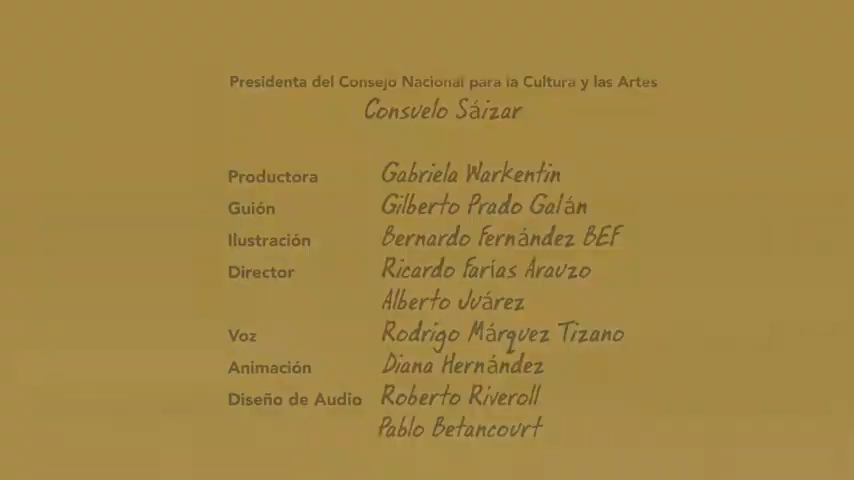 Presidenta del Consejo Nacional para la Cultura y las Artes
Consuelo Sáizar
Productora Gabriela Warkentin
Guión Gilberto Prado Galán
Ilustración Bernardo Fernández BEF
Director Ricardo Farías Arauzo
Alberto Juárez
Voz Rodrigo Márquez Tizano
Animación Diana Hernández
Diseño de Audio Roberto Riveroll
Pablo Betancourt